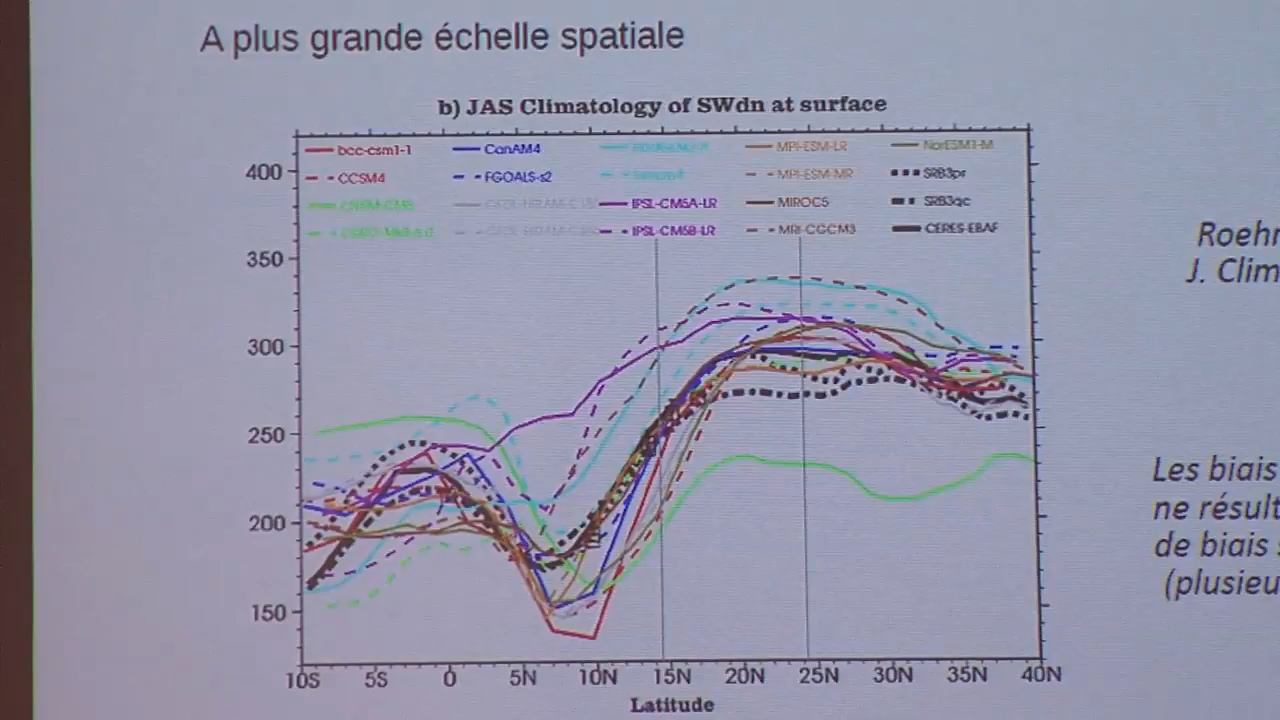 A plus grande échelle spatiale
b) JAS Climatology of SWdn at surface
bcc-csm1-1
CanAM4
MPI-ESM-LR
NorESM1-M
CCSM4
FGOALS-s2
MPI-ESM-MR
SRB3pr
IPSL-CM5A-LR
MIROC5
SRB3qc
IPSL-CM5B-LR
MRI-CGCM3
CERES-EBAF
400
350
300
250
200
150
10S 5S 0 5N 10N 15N 20N 25N 30N 35N 40N
Latitude
Roehr
J. Clim
Les biais
ne résult
de biais
(plusieu